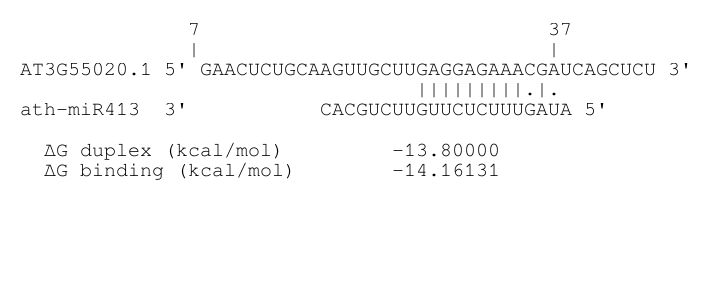 7 37
| |
AT3G55020.1 5' GAACUCUGCAAGUUGCUUGAGGAGAAACGAUCAGCUCU 3'
|||||||||.|.
ath-miR413 3' CACGUCUUGUUCUCUUUGAUA 5'
ΔG duplex (kcal/mol) -13.80000
ΔG binding (kcal/mol) -14.16131